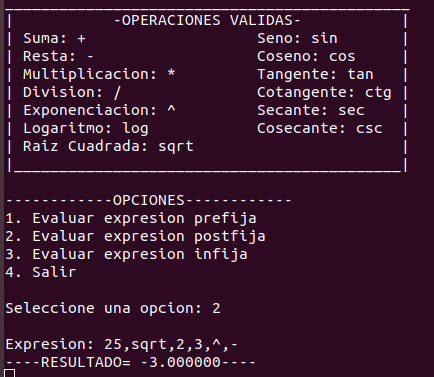 -OPERACIONES VALIDAS-
| Suma: + Seno: sin |
| Resta: - Coseno: cos |
| Multiplicacion: * Tangente: tan |
| Division: / Cotangente: ctg |
| Exponenciacion: ^ Secante: sec |
| Logaritmo: log Cosecante: csc |
| Raiz Cuadrada: sqrt |
------------OPCIONES------------
1. Evaluar expresion prefija
2. Evaluar expresion postfija
3. Evaluar expresion infija
4. Salir
Seleccione una opcion: 2
Expresion: 25,sqrt,2,3,^,-
----RESULTADO= -3.000000----